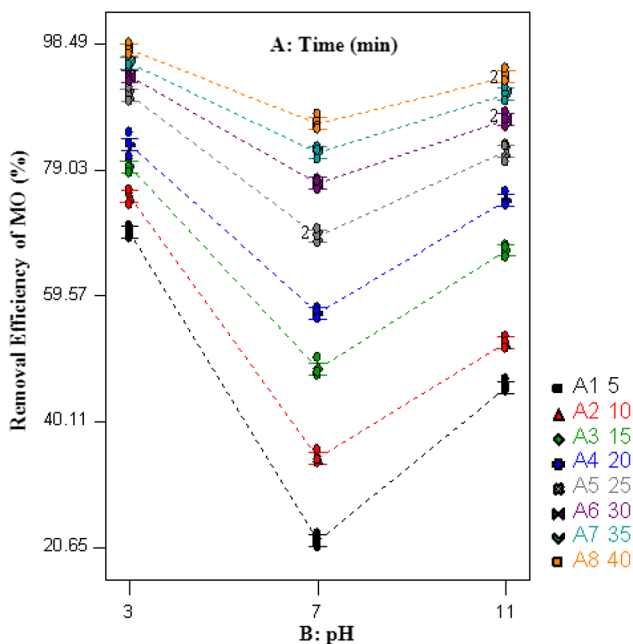 98.49
A: Time (min)
2
2
79.03
2
Removal Efficiency of MO (%)
59.57
40.11
20.65
A1 5
A2 10
A3 15
A4 20
A5 25
A6 30
A7 35
A8 40
3
7
11
B: pH